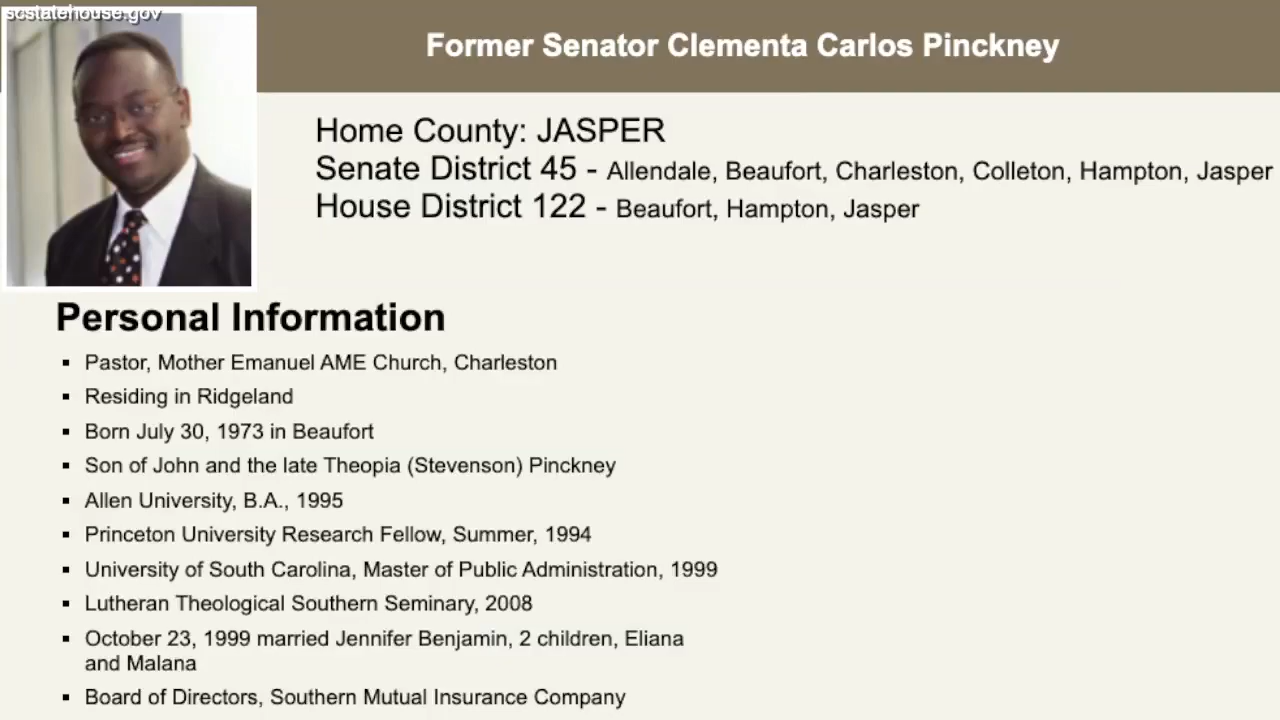 scstatehouse.gov
Former Senator Clementa Carlos Pinckney
Home County: JASPER
Senate District 45 - Allendale, Beaufort, Charleston, Colleton, Hampton, Jasper
House District 122 - Beaufort, Hampton, Jasper
Personal Information
▪ Pastor, Mother Emanuel AME Church, Charleston
▪ Residing in Ridgeland
▪ Born July 30, 1973 in Beaufort
▪ Son of John and the late Theopia (Stevenson) Pinckney
▪ Allen University, B.A., 1995
▪ Princeton University Research Fellow, Summer, 1994
▪ University of South Carolina, Master of Public Administration, 1999
▪ Lutheran Theological Southern Seminary, 2008
▪ October 23, 1999 married Jennifer Benjamin, 2 children, Eliana
and Malana
▪ Board of Directors, Southern Mutual Insurance Company